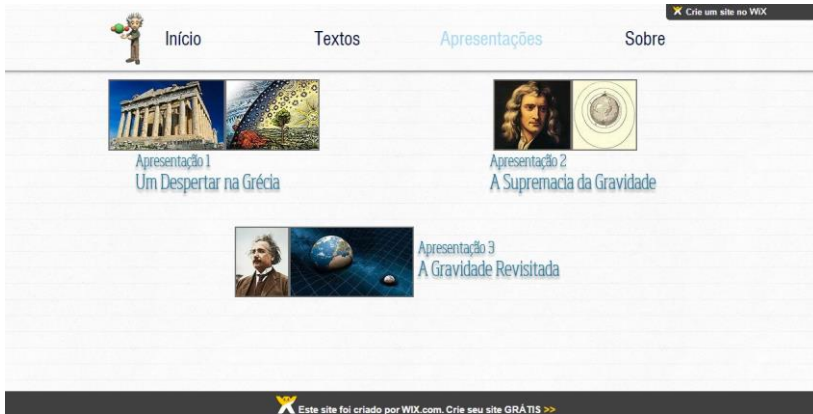 Crie um site no WiX
Início
Textos
Apresentações
Sobre
Apresentação 1
Um Despertar na Grécia
Apresentação 2
A Supremacia da Gravidade
Apresentação 3
A Gravidade Revisitada
Este site foi criado por WIX.com. Crie seu site GRÁTIS >>